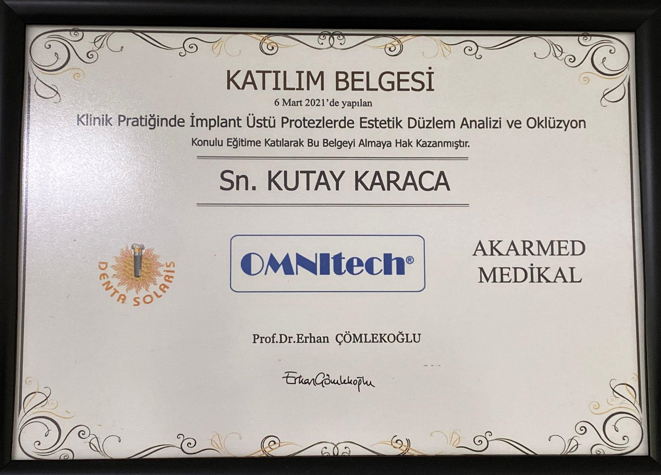 KATILIM BELGESİ
6 Mart 2021'de yapılan
Klinik Pratiğinde İmplant Üstü Protezlerde Estetik Düzlem Analizi ve Oklüzyon
Konulu Eğitime Katılarak Bu Belgeyi Almaya Hak Kazanmıştır.
Sn. KUTAY KARACA
DENTA SOLARIS
OMNItech®
AKARMED
MEDİKAL
Prof.Dr.Erhan ÇÖMLEKOĞLU
Erhan Çömlekoğlu